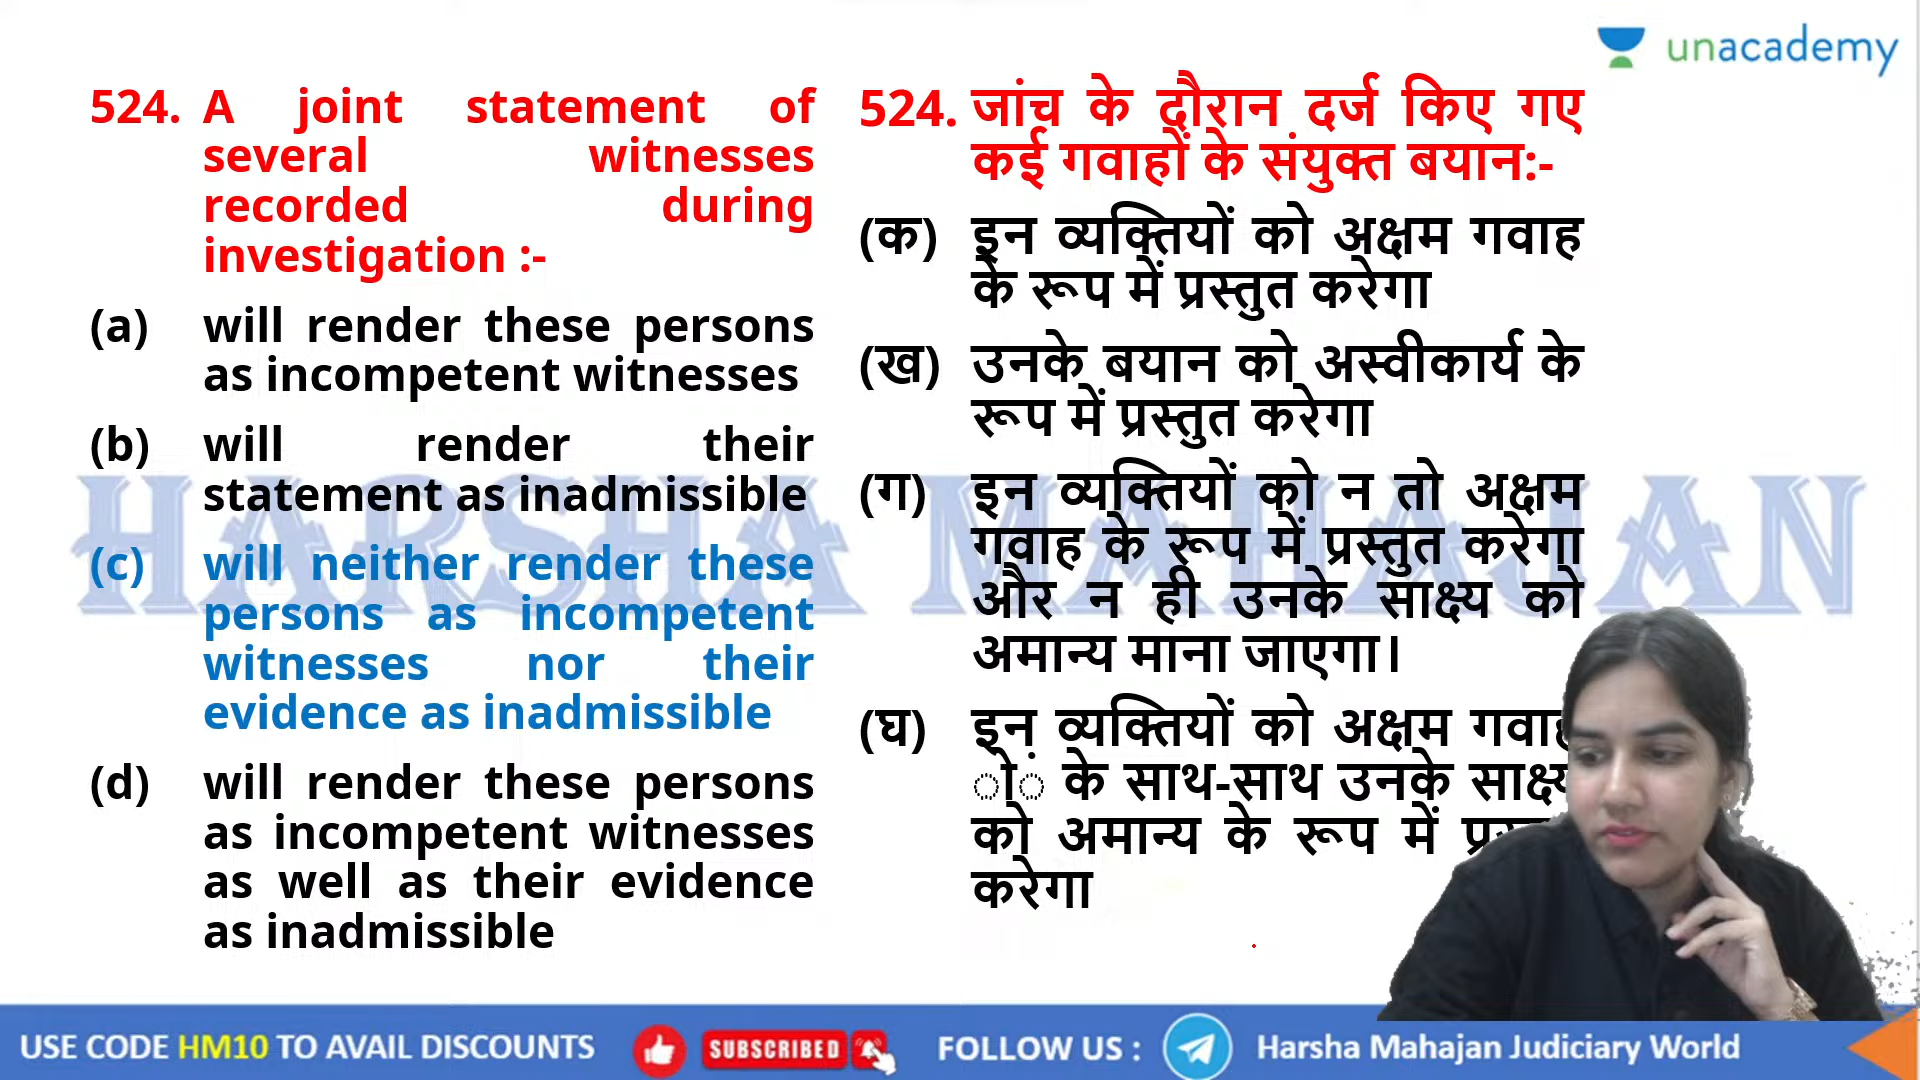 unacademy
524. A joint statement of
several witnesses
recorded during
investigation :-
(a) will render these persons
as incompetent witnesses
(b) will render their
statement as inadmissible
(c) will neither render these
persons as incompetent
witnesses nor their
evidence as inadmissible
(d) will render these persons
as incompetent witnesses
as well as their evidence
as inadmissible
524. जांच के दौरान दर्ज किए गए
कई गवाहों के संयुक्त बयान:-
(क) इन व्यक्तियों को अक्षम गवाह
के रूप में प्रस्तुत करेगा
(ख) उनके बयान को अस्वीकार्य के
रूप में प्रस्तुत करेगा
(ग) इन व्यक्तियों को न तो अक्षम
गवाह के रूप में प्रस्तुत करेगा
और न ही उनके साक्ष्य को
अमान्य माना जाएगा।
(घ) इन व्यक्तियों को अक्षम गवाह
ों के साथ-साथ उनके साक्ष्य
को अमान्य के रूप में
करेगा
HARSHA MAHAJAN
USE CODE HM10 TO AVAIL DISCOUNTS
SUBSCRIBED
FOLLOW US :
Harsha Mahajan Judiciary World